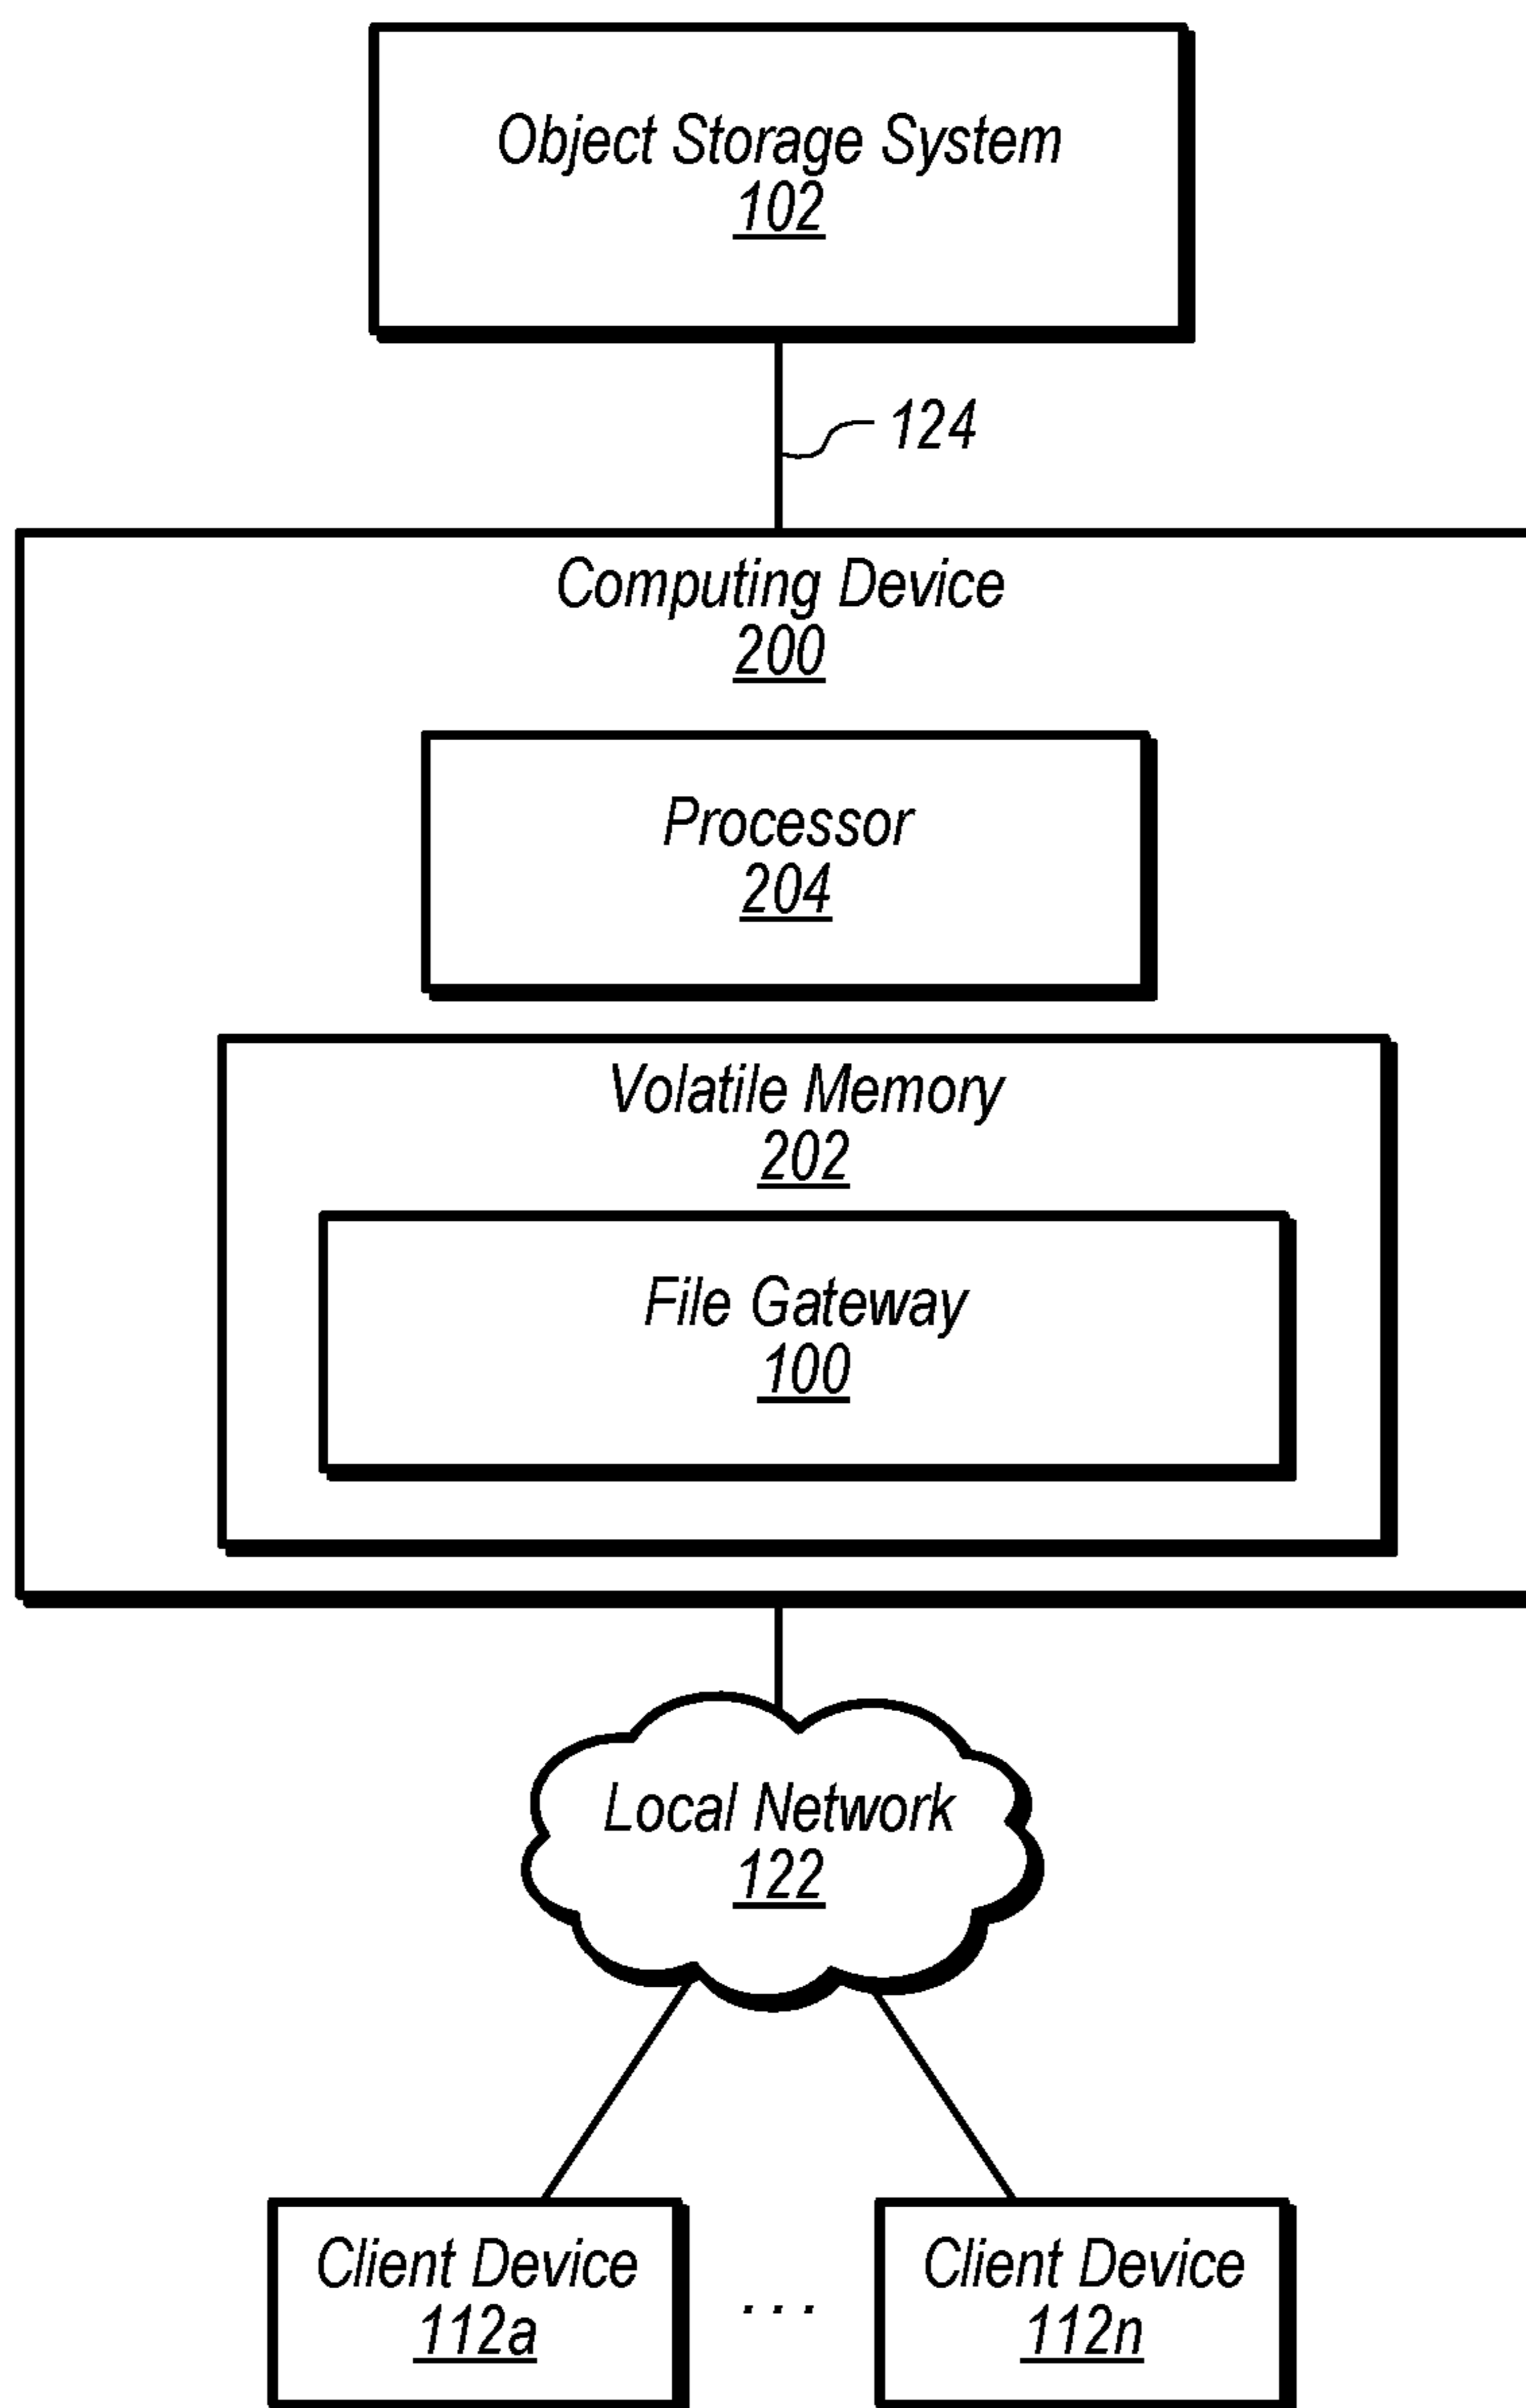 Object Storage System
102
124
Computing Device
200
Processor
204
Volatile Memory
202
File Gateway
100
Local Network
122
Client Device
112a
...
Client Device
112n